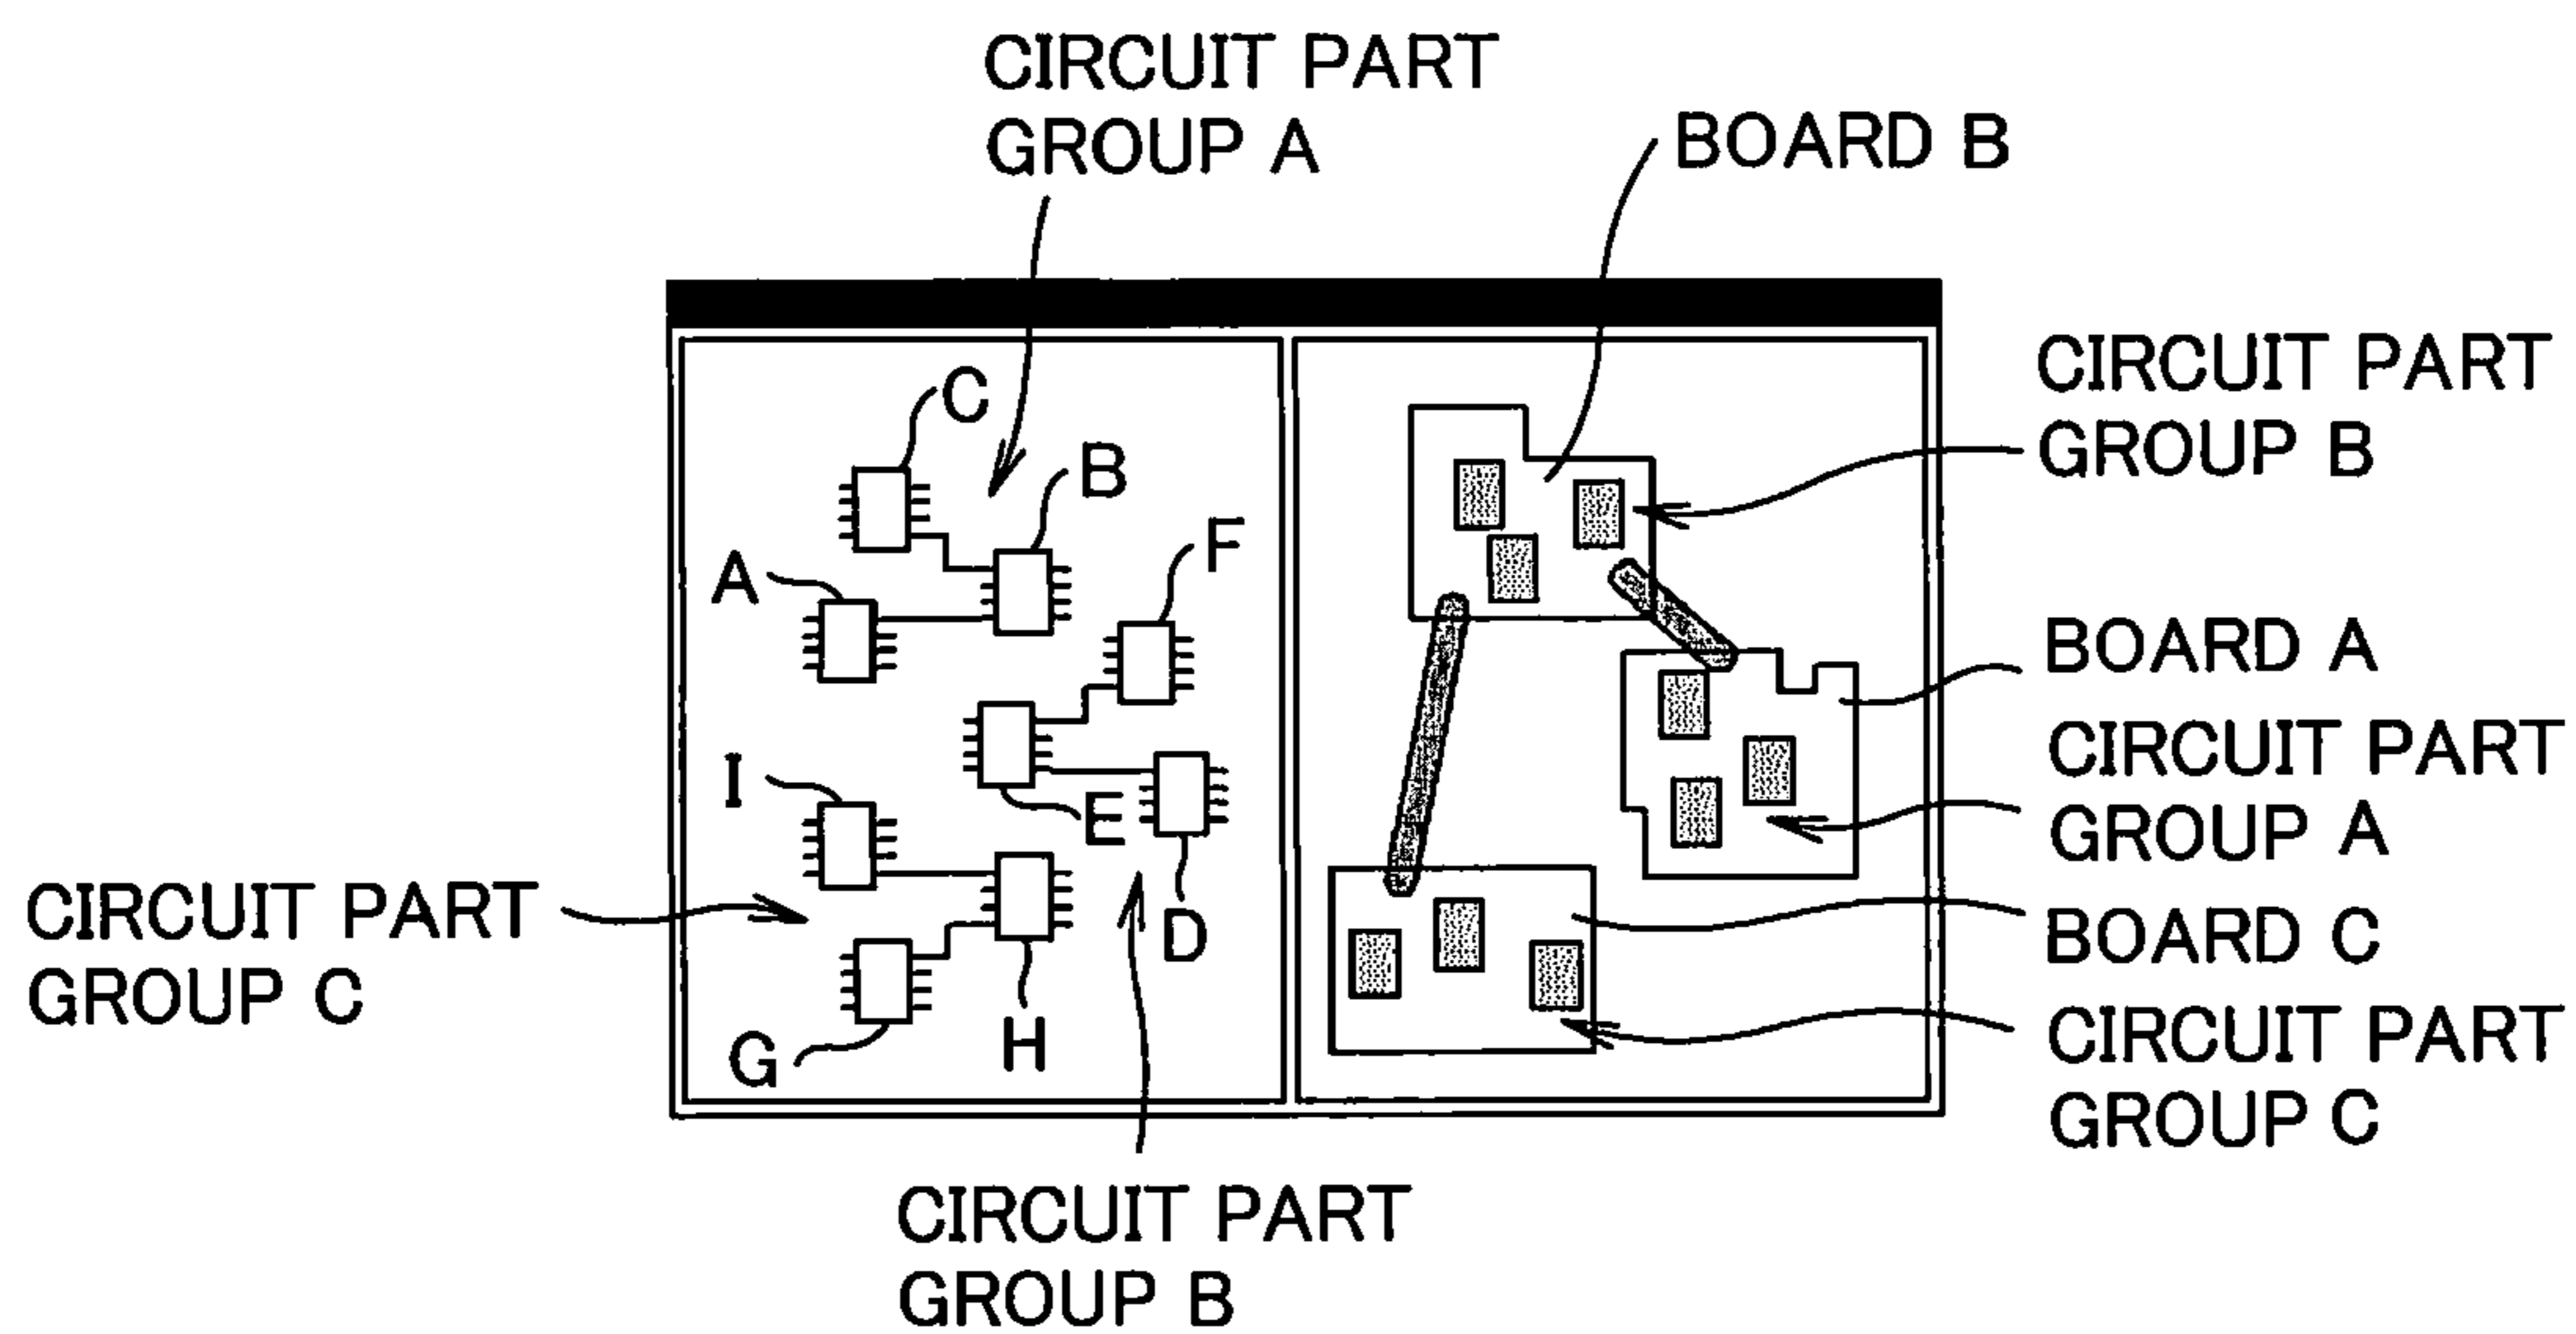 CIRCUIT PART
GROUP A
BOARD B
CIRCUIT PART
GROUP B
C
B
F
A
BOARD A
CIRCUIT PART
GROUP A
I
E
D
CIRCUIT PART
GROUP C
BOARD C
G
H
CIRCUIT PART
GROUP C
CIRCUIT PART
GROUP B